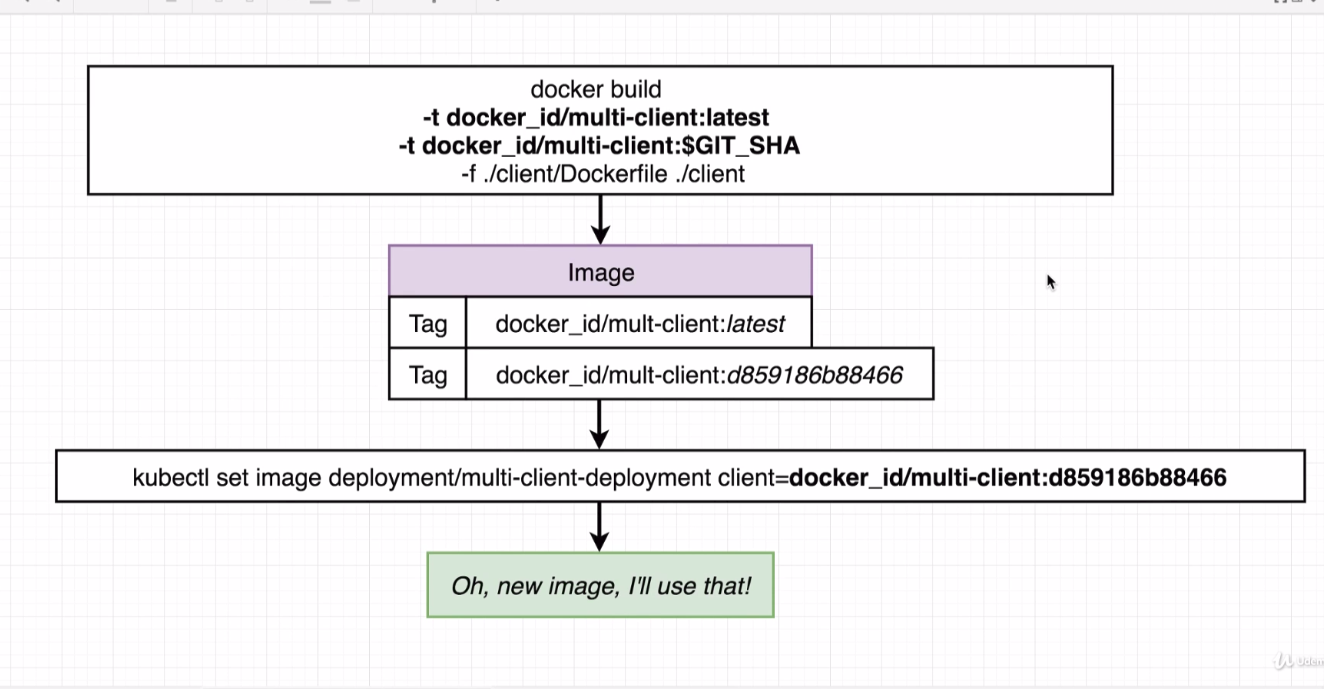 docker build
-t docker_id/multi-client:latest
-t docker_id/multi-client:$GIT_SHA
-f ./client/Dockerfile ./client
Image
Tag docker_id/mult-client:latest
Tag docker_id/mult-client:d859186b88466
kubectl set image deployment/multi-client-deployment client=docker_id/multi-client:d859186b88466
Oh, new image, I'll use that!